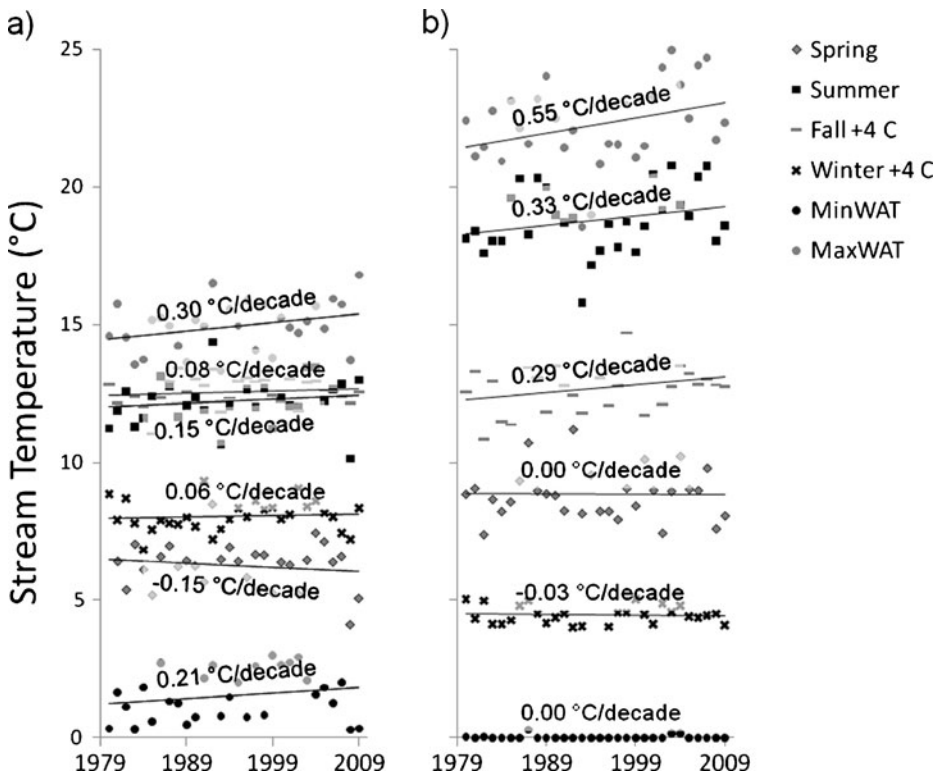 a)
b)
Stream Temperature (°C)
25
20
15
10
5
0
0.30 °C/decade
0.08 °C/decade
0.15 °C/decade
0.06 °C/decade
-0.15 °C/decade
0.21 °C/decade
1979
1989
1999
2009
0.55 °C/decade
0.33 °C/decade
0.29 °C/decade
0.00 °C/decade
-0.03 °C/decade
0.00 °C/decade
1979
1989
1999
2009
Spring
Summer
Fall +4 C
Winter +4 C
MinWAT
MaxWAT